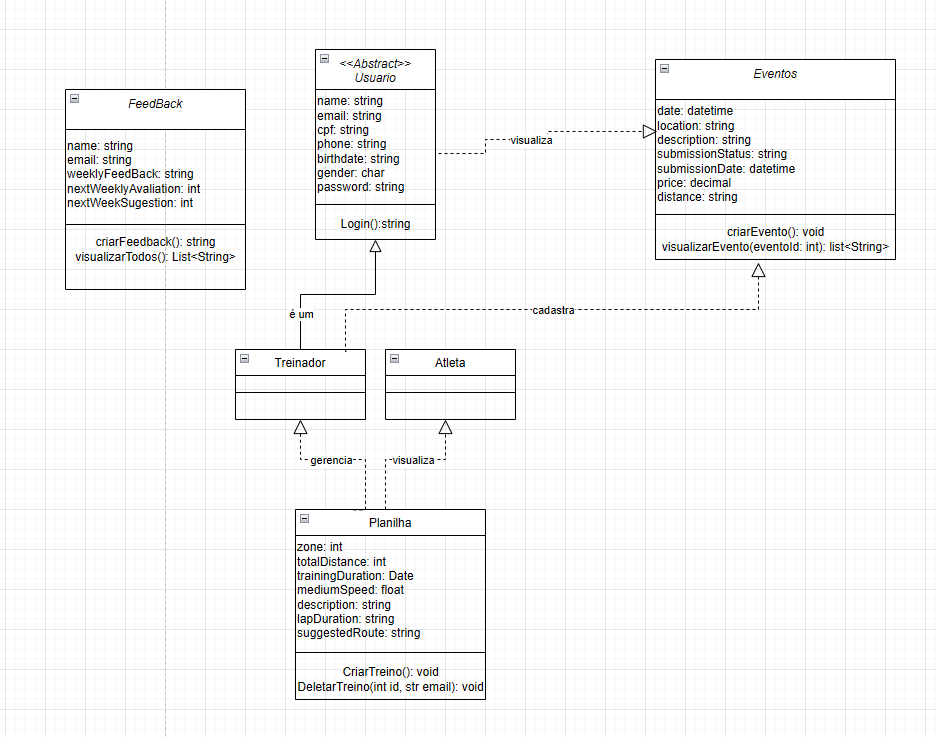 <<Abstract>>
Usuario
name: string
email: string
cpf: string
phone: string
birthdate: string
gender: char
password: string
Login():string
Eventos
date: datetime
location: string
description: string
submissionStatus: string
submissionDate: datetime
price: decimal
distance: string
criarEvento(): void
visualizarEvento(eventoId: int): list<String>
FeedBack
name: string
email: string
weeklyFeedBack: string
nextWeeklyAvaliation: int
nextWeekSugestion: int
criarFeedback(): string
visualizarTodos(): List<String>
visualiza
é um
cadastra
Treinador
Atleta
gerencia
visualiza
Planilha
zone: int
totalDistance: int
trainingDuration: Date
mediumSpeed: float
description: string
lapDuration: string
suggestedRoute: string
CriarTreino(): void
DeletarTreino(int id, str email): void